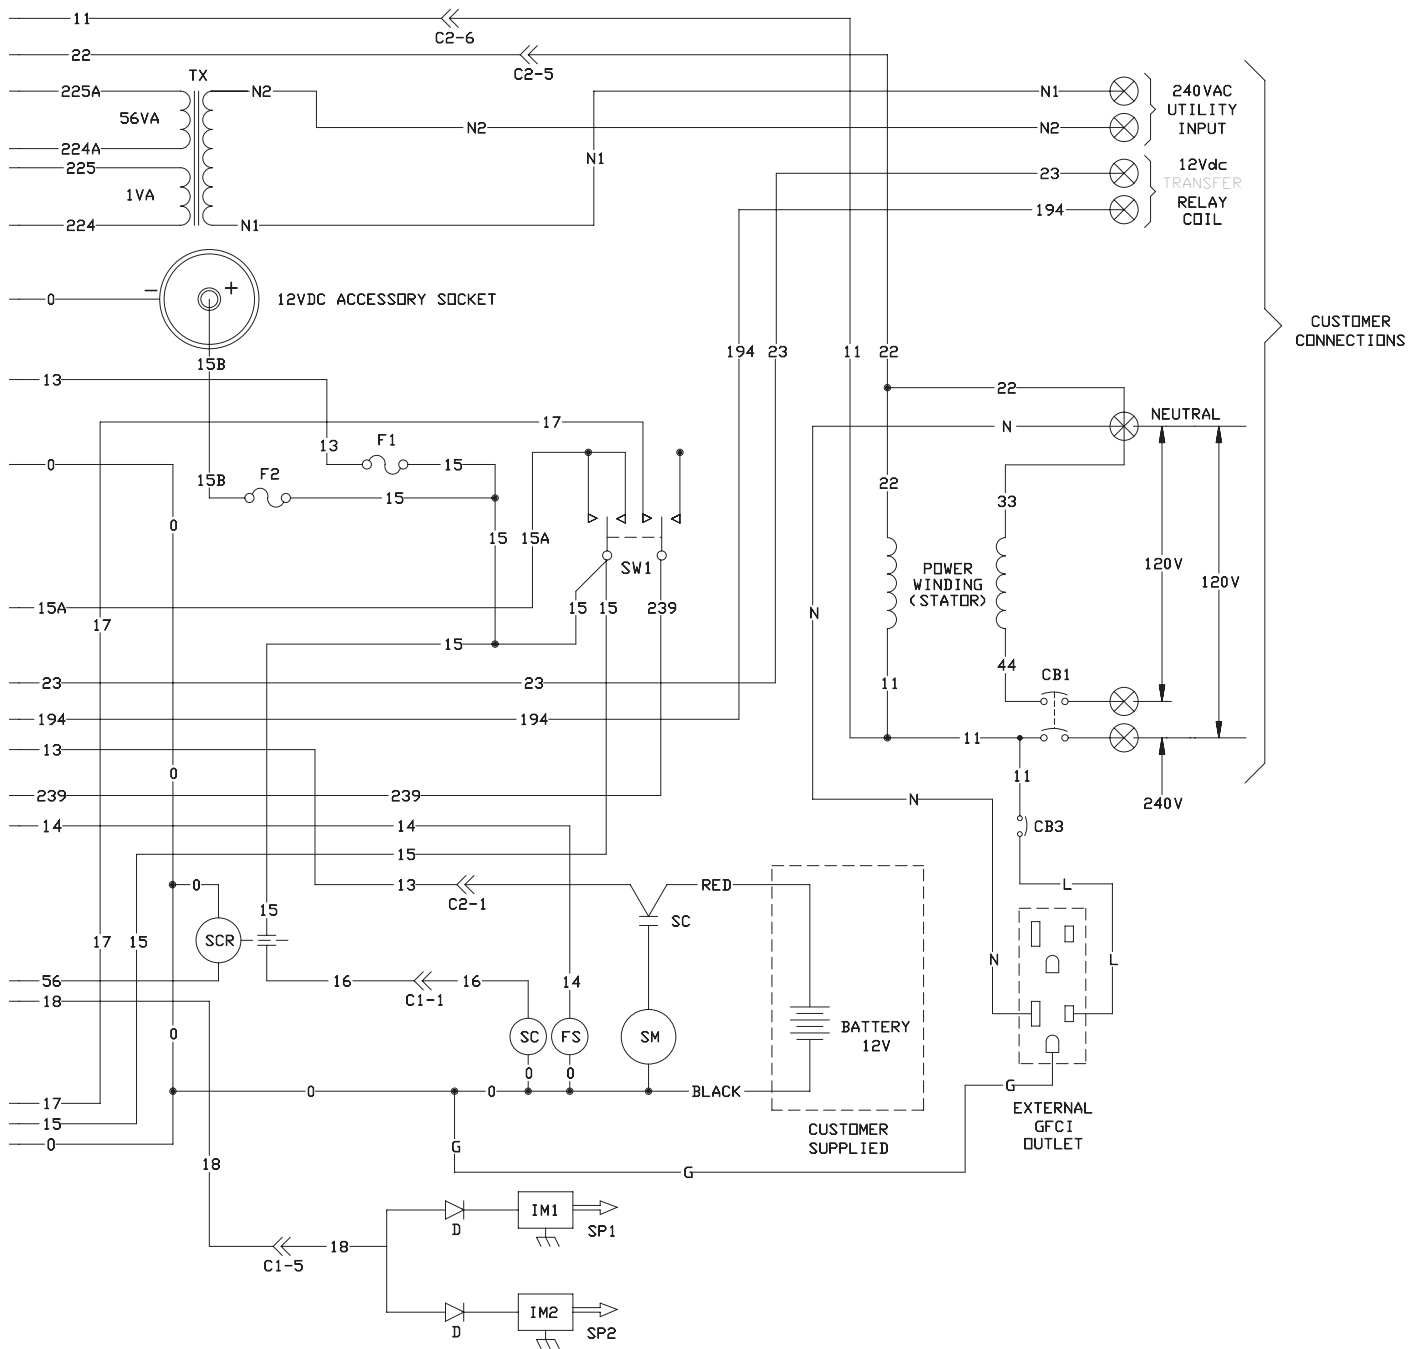 11
C2-6
22
C2-5
TX
225A
N2
N1
240VAC
UTILITY
INPUT
56VA
N2
N2
224A
N1
225
12Vdc
23
TRANSFER
1VA
RELAY
COIL
194
224
N1
0
-
+
12VDC ACCESSORY SOCKET
CUSTOMER
CONNECTIONS
194
23
11
22
15B
13
22
NEUTRAL
17
N
F1
13
0
15
F2
15B
15
22
33
0
15
15A
120V
POWER
WINDING
(STATOR)
SW1
120V
15A
15
15
239
N
17
15
44
CB1
23
23
11
194
194
11
13
0
11
239
239
N
240V
14
14
CB3
15
0
13
C2-1
RED
L
15
SC
SCR
17
15
N
L
56
16
C1-1
16
14
18
BATTERY
12V
0
SC
FS
SM
0
0
0
0
BLACK
G
17
EXTERNAL
GFCI
OUTLET
15
CUSTOMER
SUPPLIED
0
G
18
G
IM1
D
SP1
18
C1-5
IM2
D
SP2